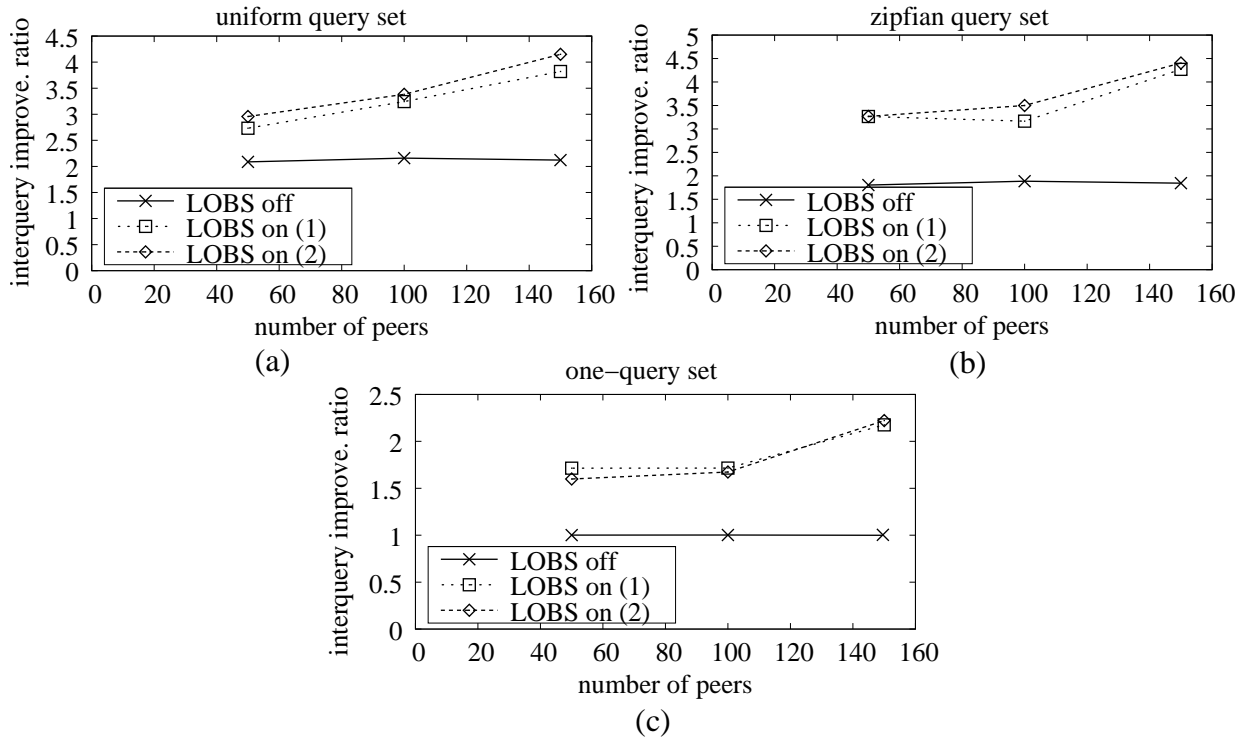 uniform query set
interquery improve. ratio
4.5
4
3.5
3
2.5
2
1.5
1
0.5
0
LOBS off
LOBS on (1)
LOBS on (2)
0 20 40 60 80 100 120 140 160
number of peers
(a)
zipfian query set
interquery improve. ratio
5
4.5
4
3.5
3
2.5
2
1.5
1
0.5
0
LOBS off
LOBS on (1)
LOBS on (2)
0 20 40 60 80 100 120 140 160
number of peers
(b)
one−query set
interquery improve. ratio
2.5
2
1.5
1
0.5
0
LOBS off
LOBS on (1)
LOBS on (2)
0 20 40 60 80 100 120 140 160
number of peers
(c)